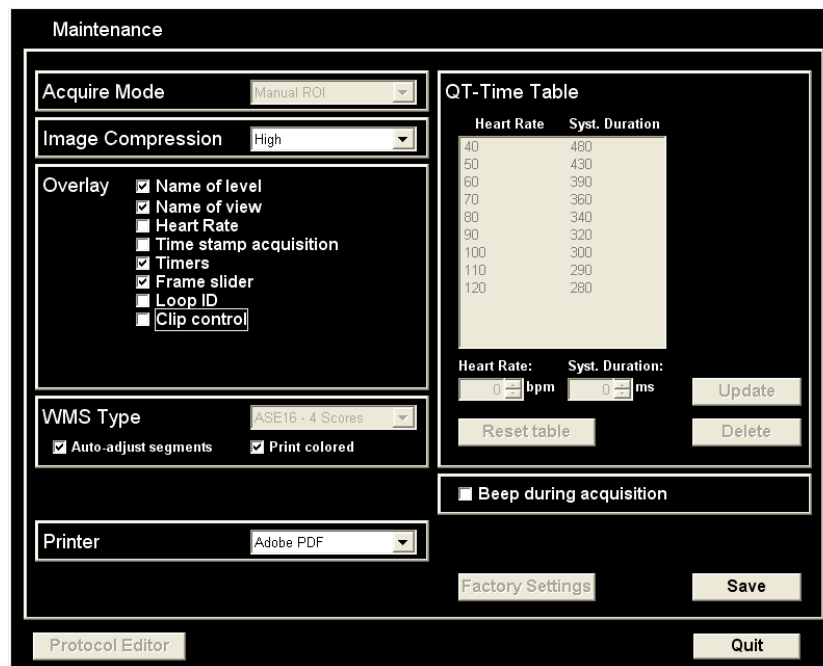 Maintenance
Acquire Mode
Manual ROI
Image Compression
High
Overlay
Name of level
Name of view
Heart Rate
Time stamp acquisition
Timers
Frame slider
Loop ID
Clip control
WMS Type
ASE16 - 4 Scores
Auto-adjust segments
Print colored
Printer
Adobe PDF
QT-Time Table
Heart Rate Syst. Duration
40 480
50 430
60 390
70 360
80 340
90 320
100 300
110 290
120 280
Heart Rate: Syst. Duration:
0 bpm 0 ms
Update
Reset table
Delete
Beep during acquisition
Factory Settings
Save
Protocol Editor
Quit